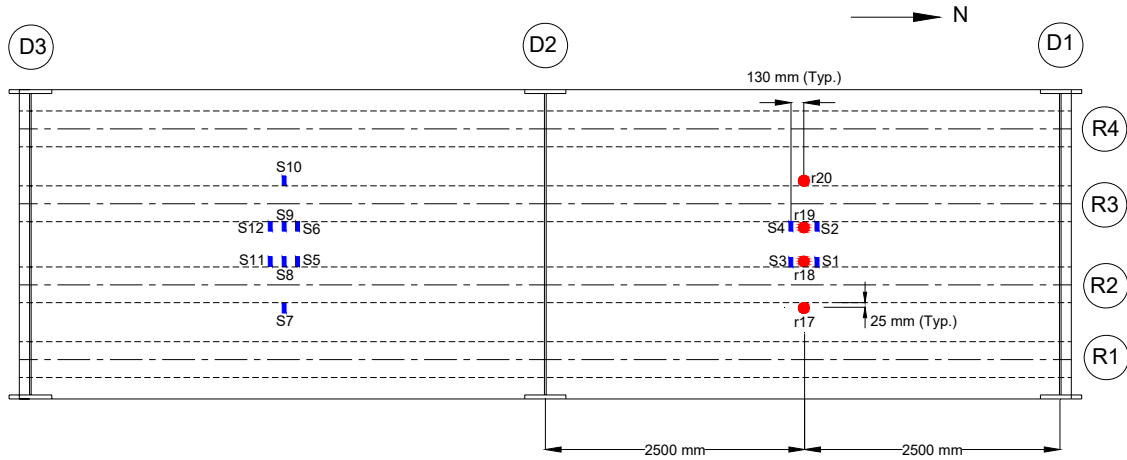 N
D3
D2
D1
130 mm (Typ.)
R4
S10
r20
R3
S9
r19
S12
S6
S4
S2
S11
S5
S3
S1
S8
r18
R2
S7
r17
25 mm (Typ.)
R1
2500 mm
2500 mm